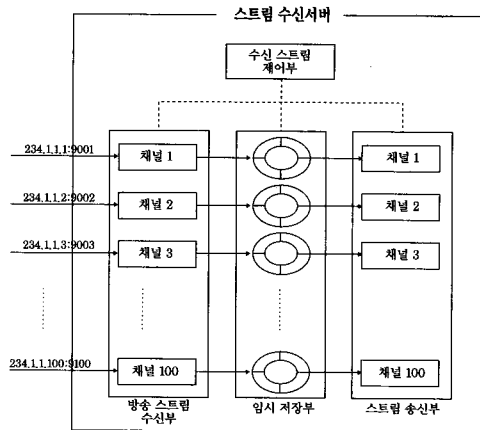 스트림 수신서버
수신 스트림
제어부
234.1.1.1:9001
채널 1
채널 1
234.1.1.2:9002
채널 2
채널 2
234.1.1.3:9003
채널 3
채널 3
234.1.1.100:9100
채널 100
채널 100
방송 스트림
수신부
임시 저장부
스트림 송신부